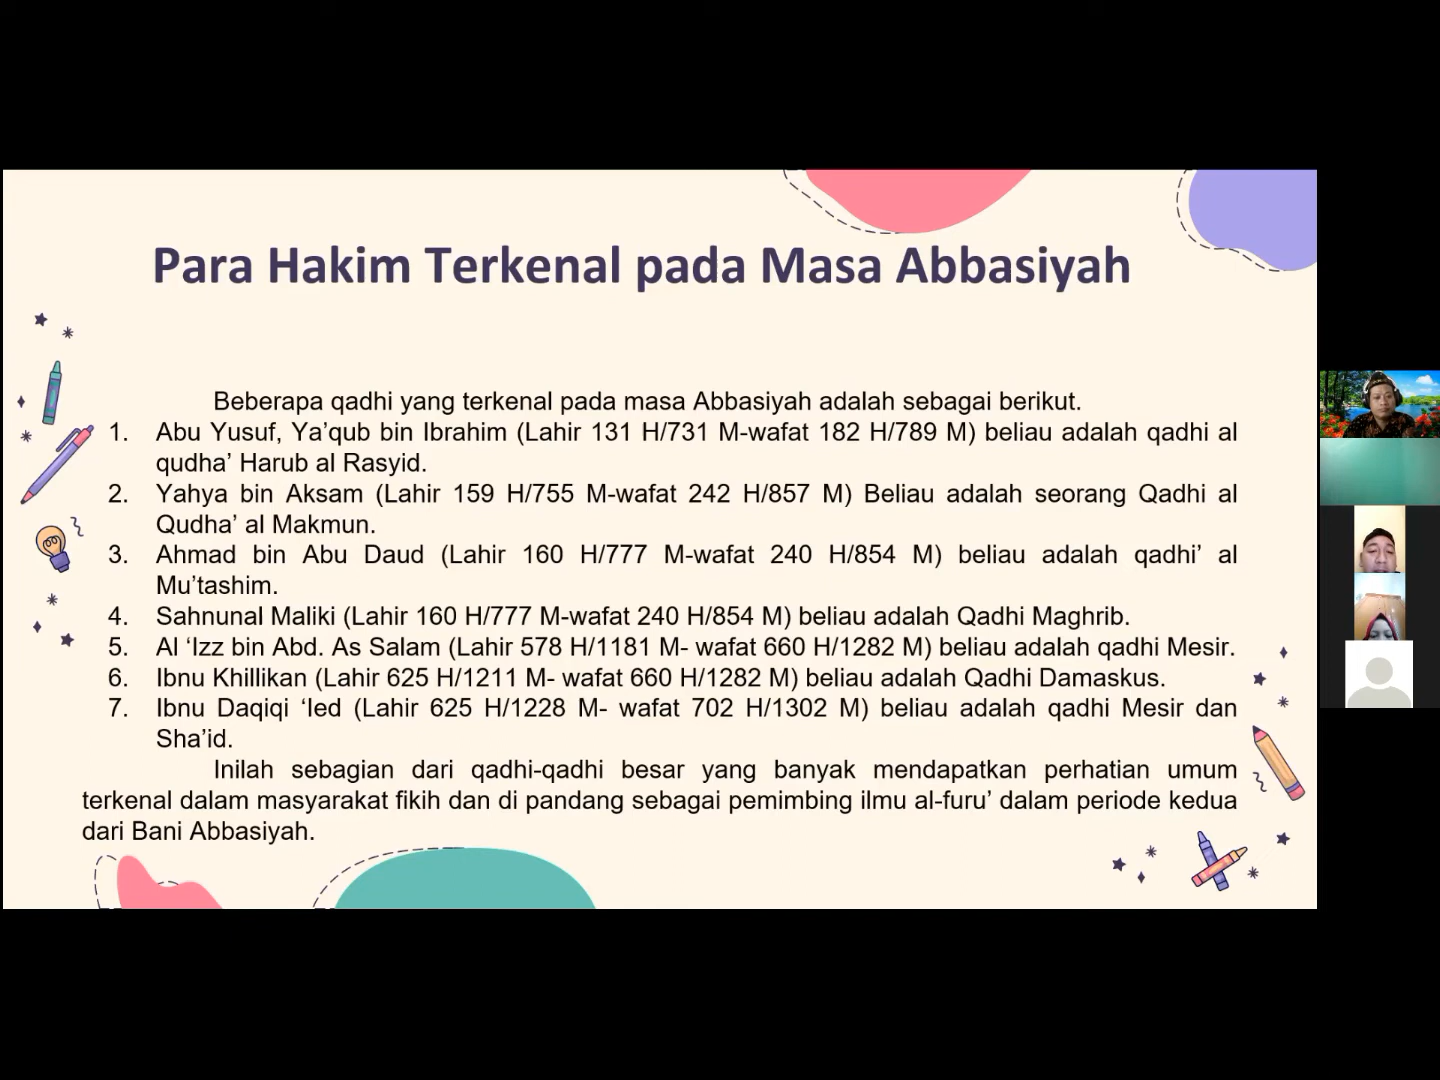 Para Hakim Terkenal pada Masa Abbasiyah
Beberapa qadhi yang terkenal pada masa Abbasiyah adalah sebagai berikut.
1. Abu Yusuf, Ya’qub bin Ibrahim (Lahir 131 H/731 M-wafat 182 H/789 M) beliau adalah qadhi al
qudha’ Harub al Rasyid.
2. Yahya bin Aksam (Lahir 159 H/755 M-wafat 242 H/857 M) Beliau adalah seorang Qadhi al
Qudha’ al Makmun.
3. Ahmad bin Abu Daud (Lahir 160 H/777 M-wafat 240 H/854 M) beliau adalah qadhi’ al
Mu’tashim.
4. Sahnunal Maliki (Lahir 160 H/777 M-wafat 240 H/854 M) beliau adalah Qadhi Maghrib.
5. Al ‘Izz bin Abd. As Salam (Lahir 578 H/1181 M- wafat 660 H/1282 M) beliau adalah qadhi Mesir.
6. Ibnu Khillikan (Lahir 625 H/1211 M- wafat 660 H/1282 M) beliau adalah Qadhi Damaskus.
7. Ibnu Daqiqi ‘Ied (Lahir 625 H/1228 M- wafat 702 H/1302 M) beliau adalah qadhi Mesir dan
Sha’id.
Inilah sebagian dari qadhi-qadhi besar yang banyak mendapatkan perhatian umum
terkenal dalam masyarakat fikih dan di pandang sebagai pemimbing ilmu al-furu’ dalam periode kedua
dari Bani Abbasiyah.